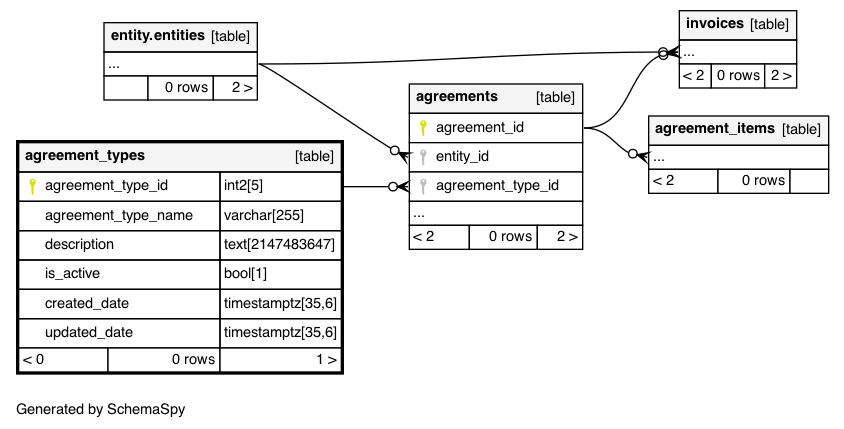 entity.entities [table]
...
0 rows 2 >
invoices [table]
...
< 2 0 rows 2 >
agreements [table]
agreement_id
entity_id
agreement_type_id
...
< 2 0 rows 2 >
agreement_items [table]
...
< 2 0 rows
agreement_types [table]
agreement_type_id int2[5]
agreement_type_name varchar[255]
description text[2147483647]
is_active bool[1]
created_date timestamptz[35,6]
updated_date timestamptz[35,6]
< 0 0 rows 1 >
Generated by SchemaSpy